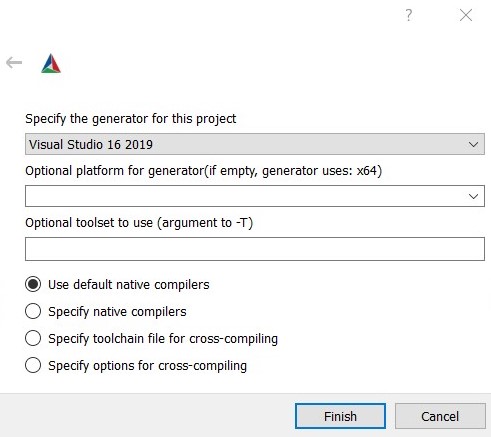 ?
Specify the generator for this project
Visual Studio 16 2019
Optional platform for generator(if empty, generator uses: x64)
Optional toolset to use (argument to -T)
Use default native compilers
Specify native compilers
Specify toolchain file for cross-compiling
Specify options for cross-compiling
Finish Cancel